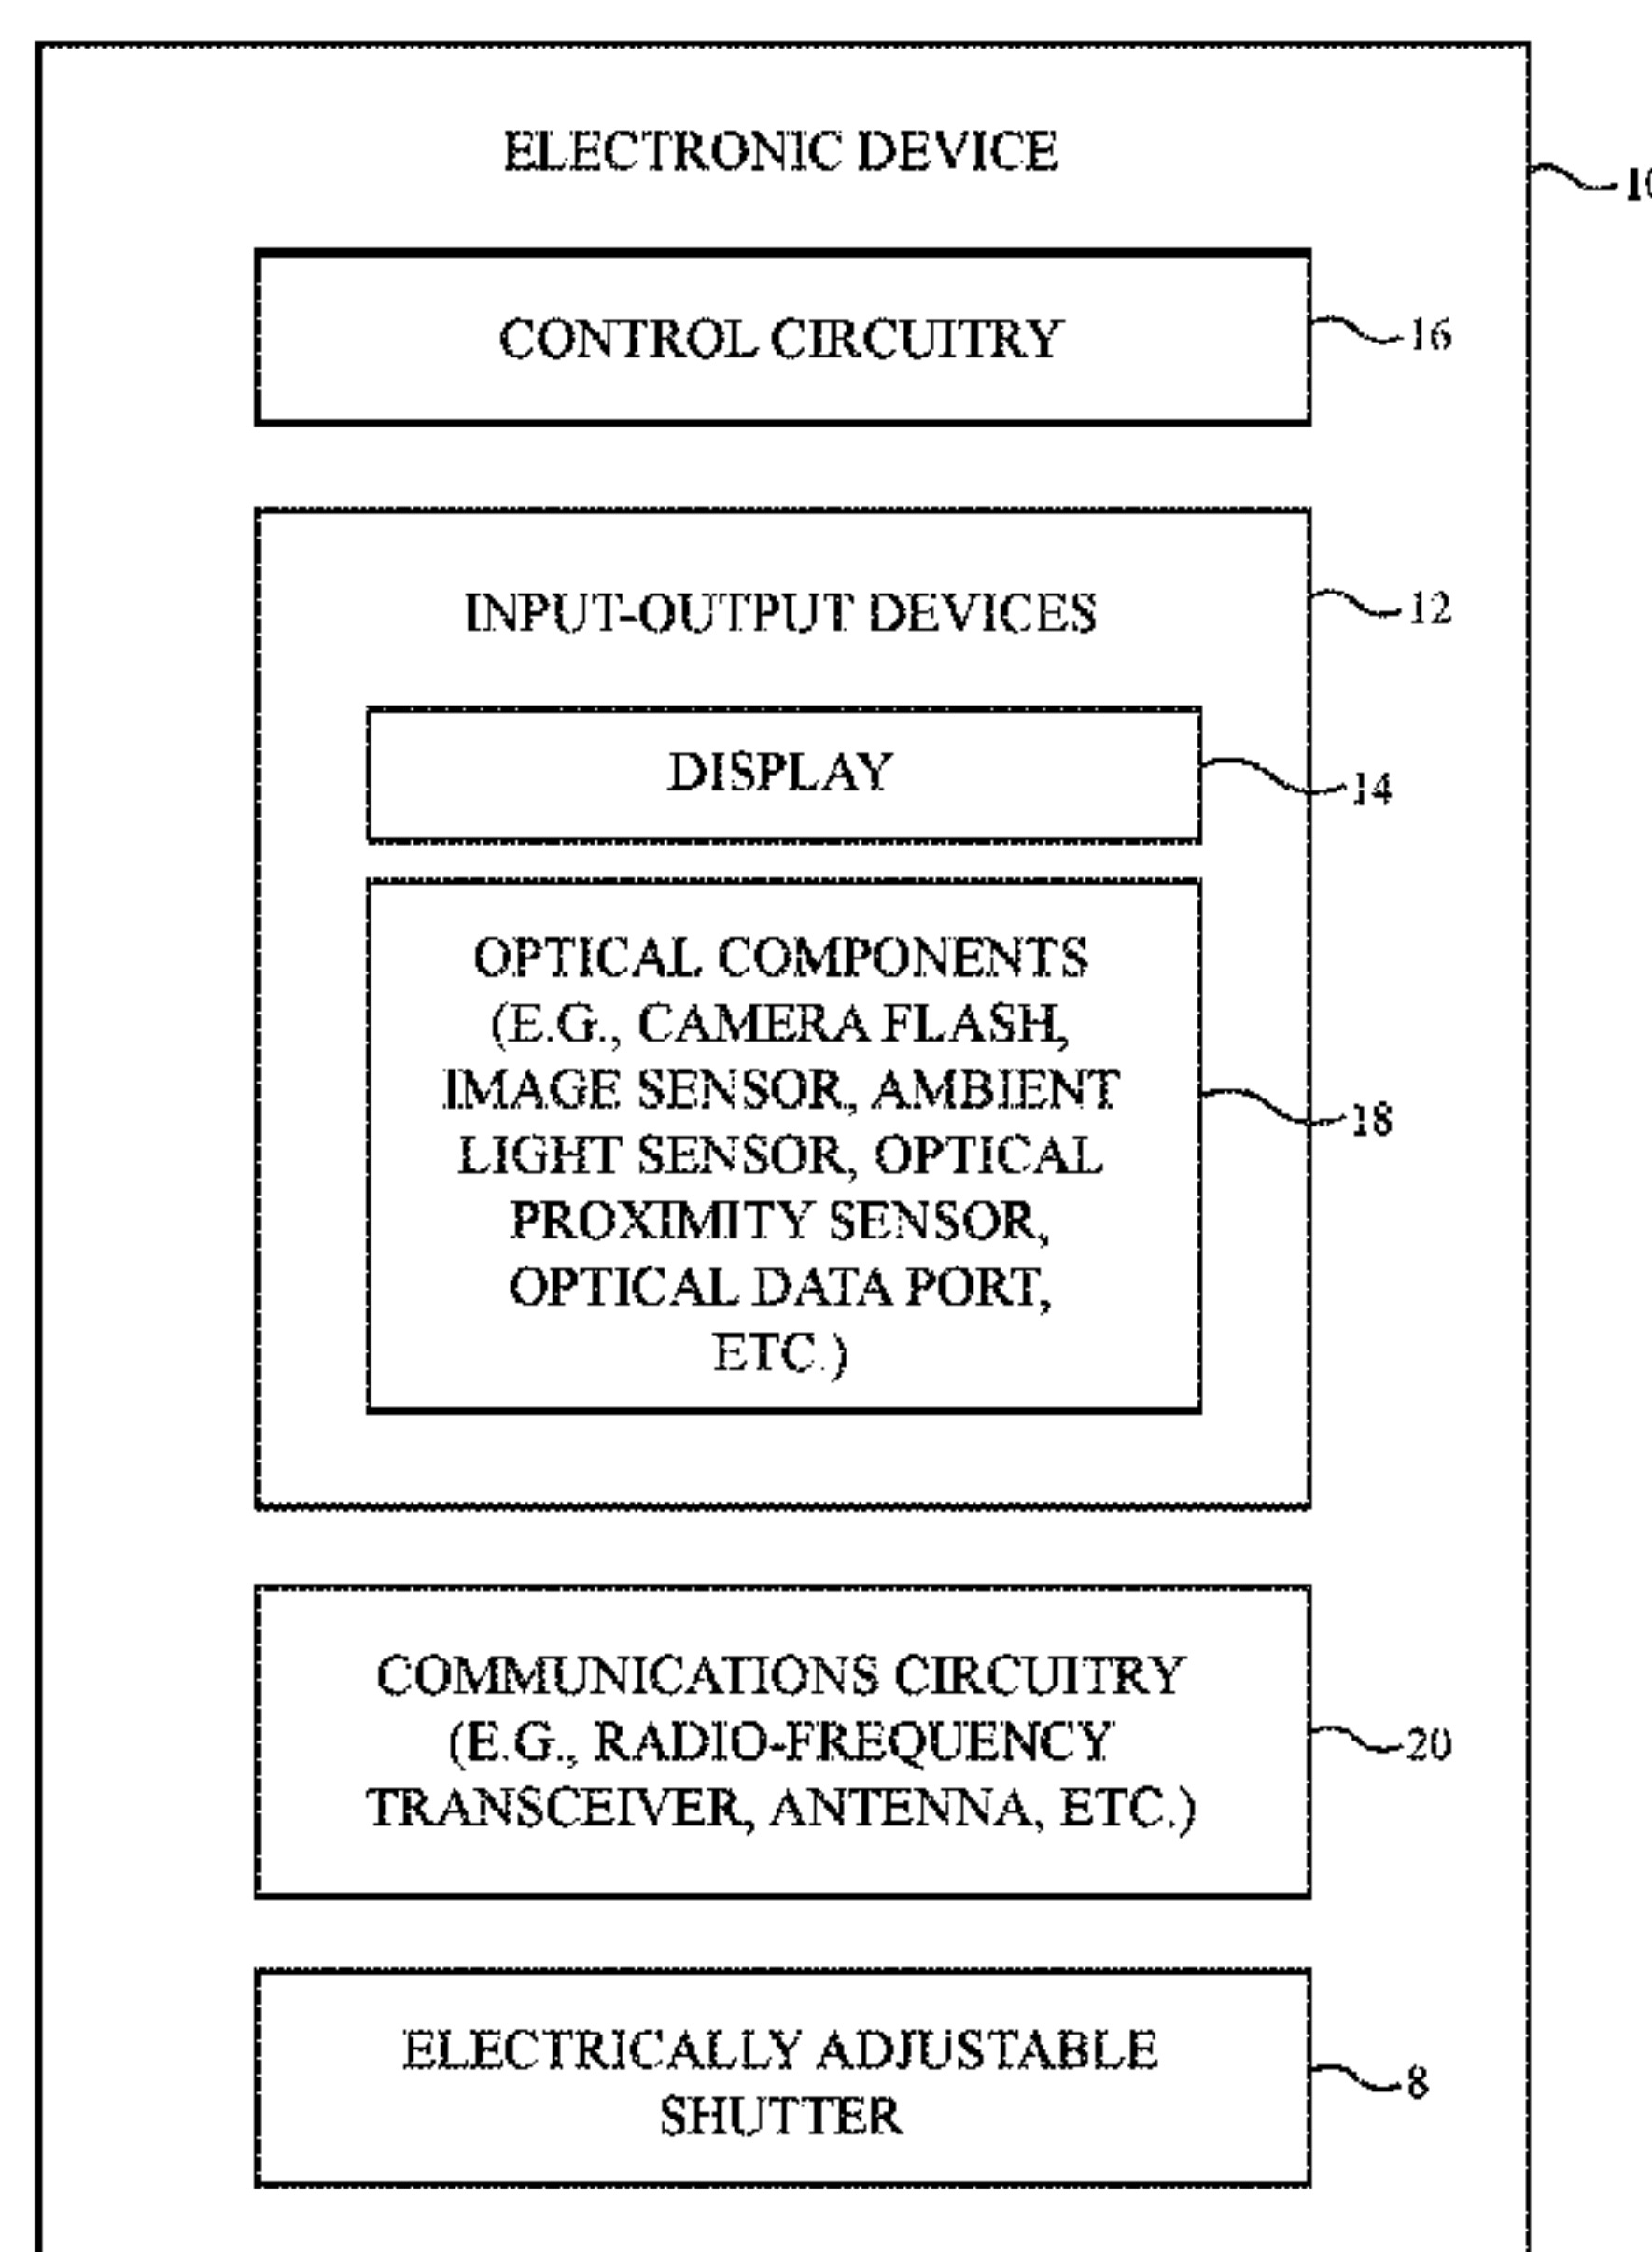 ELECTRONIC DEVICE
10
CONTROL CIRCUITRY
16
INPUT-OUTPUT DEVICES
12
DISPLAY
14
OPTICAL COMPONENTS
(E.G., CAMERA FLASH,
IMAGE SENSOR, AMBIENT
LIGHT SENSOR, OPTICAL
PROXIMITY SENSOR,
OPTICAL DATA PORT,
ETC.)
18
COMMUNICATIONS CIRCUITRY
(E.G., RADIO-FREQUENCY
TRANSCEIVER, ANTENNA, ETC.)
20
ELECTRICALLY ADJUSTABLE
SHUTTER
8